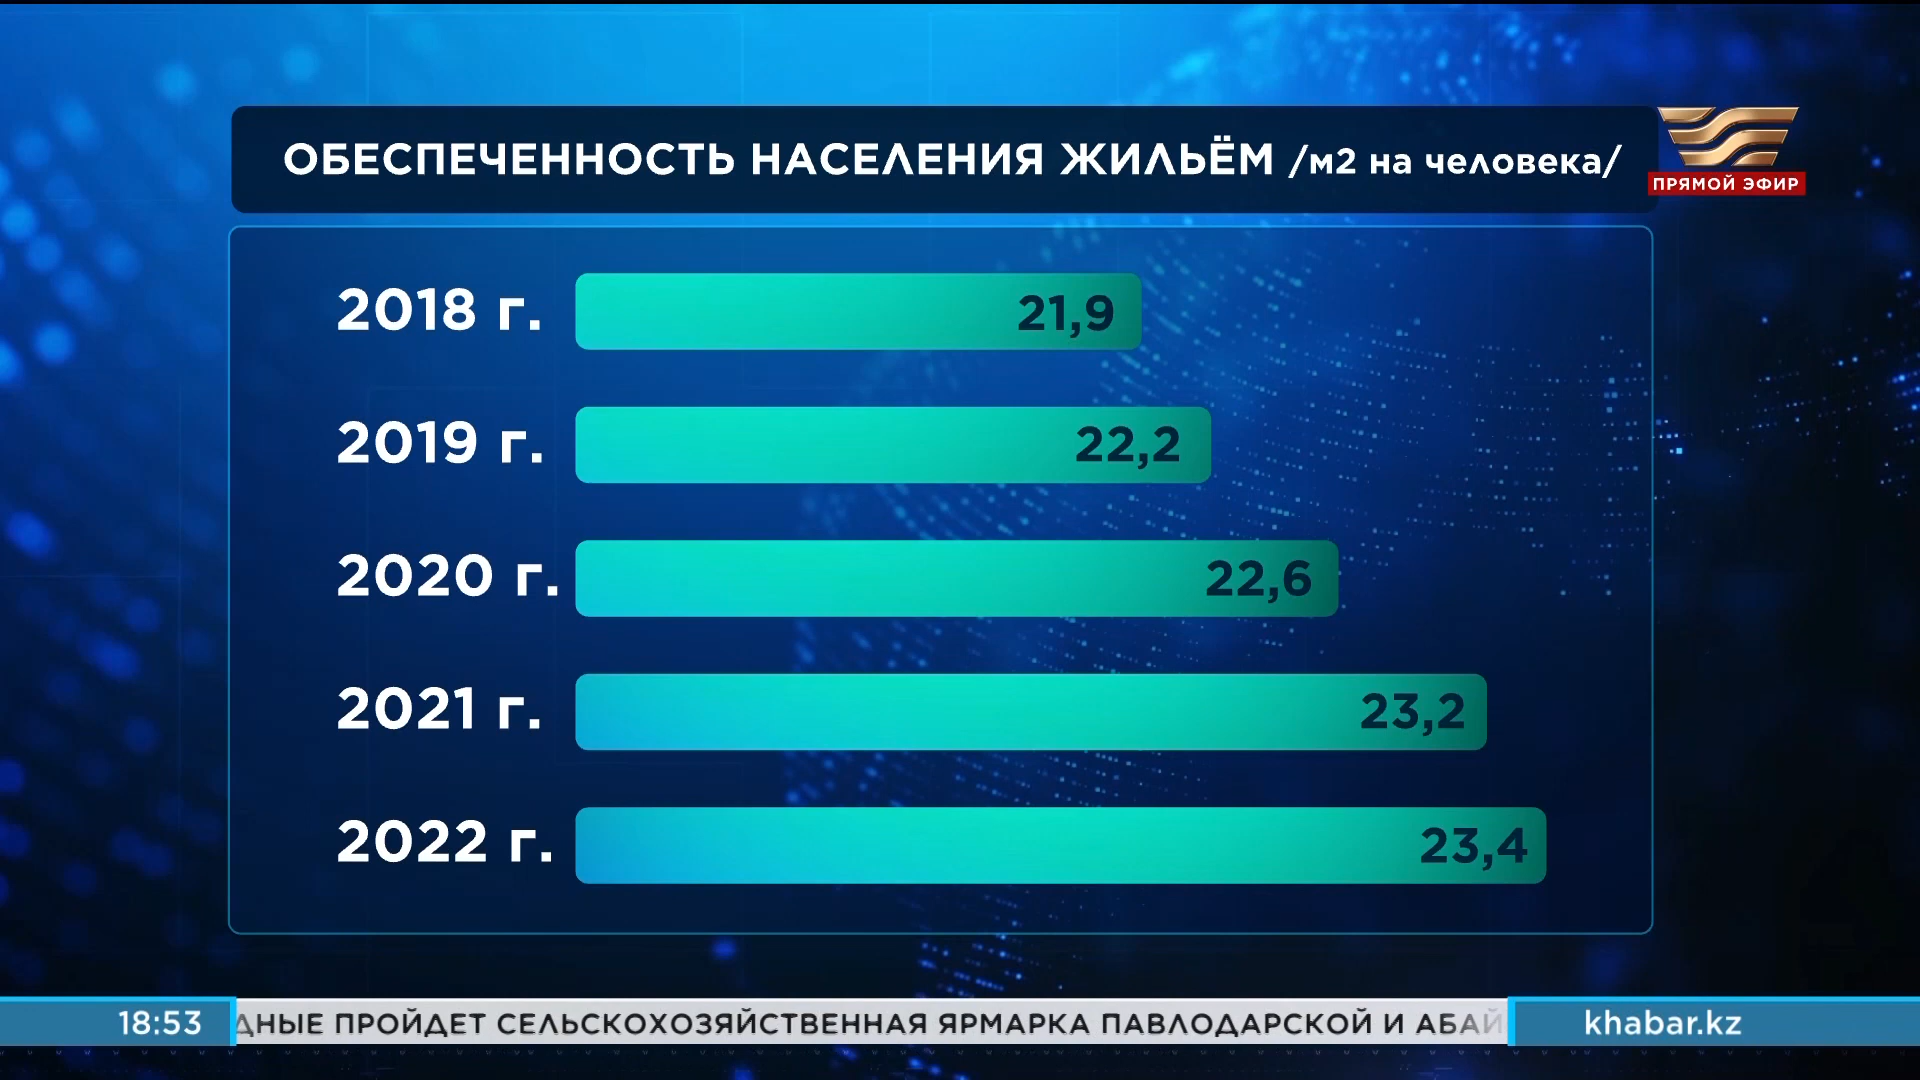 ОБЕСПЕЧЕННОСТЬ НАСЕЛЕНИЯ ЖИЛЬЁМ /м2 на человека/
ПРЯМОЙ ЭФИР
2018 г. 21,9
2019 г. 22,2
2020 г. 22,6
2021 г. 23,2
2022 г. 23,4
18:53 ДНЫЕ ПРОЙДЕТ СЕЛЬСКОХОЗЯЙСТВЕННАЯ ЯРМАРКА ПАВЛОДАРСКОЙ И АБАЙ khabar.kz